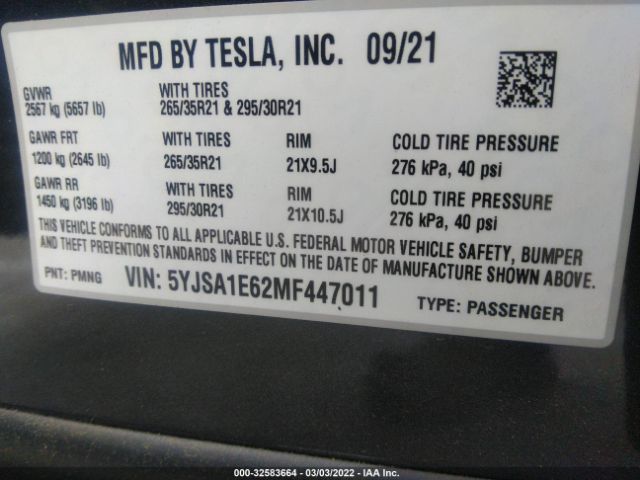 MFD BY TESLA, INC. 09/21
GVWR
2567 kg (5657 lb)
WITH TIRES
265/35R21 & 295/30R21
GAWR FRT
1200 kg (2645 lb)
WITH TIRES
265/35R21
RIM
21X9.5J
COLD TIRE PRESSURE
276 kPa, 40 psi
GAWR RR
1450 kg (3196 lb)
WITH TIRES
295/30R21
RIM
21X10.5J
COLD TIRE PRESSURE
276 kPa, 40 psi
THIS VEHICLE CONFORMS TO ALL APPLICABLE U.S. FEDERAL MOTOR VEHICLE SAFETY, BUMPER
AND THEFT PREVENTION STANDARDS IN EFFECT ON THE DATE OF MANUFACTURE SHOWN ABOVE.
PNT: PMNG
VIN: 5YJSA1E62MF447011
TYPE: PASSENGER
000-32583664 - 03/03/2022 - IAA Inc.